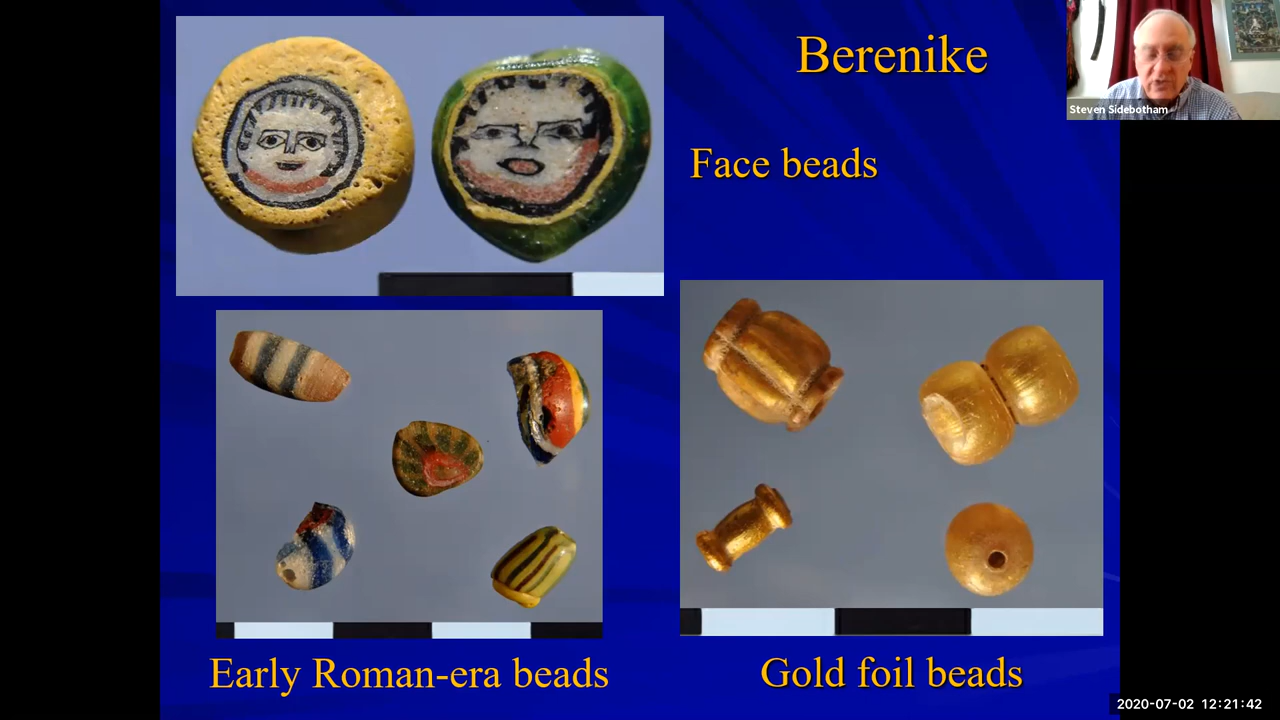 Berenike
Steven Sidebotham
Face beads
Early Roman-era beads
Gold foil beads
2020-07-02 12:21:42